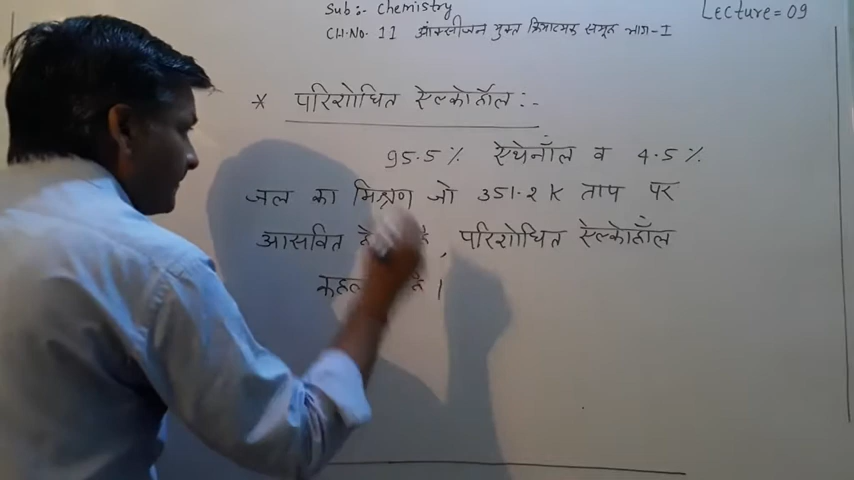 Sub:- Chemistry
Lecture = 09
CH.No. 11 ऑक्सीजन युक्त क्रियात्मक समूह भाग-I
* परिशोधित ऐल्कोहॉल :-
95.5% ऐथेनॉल व 4.5%
जल का मिश्रण जो 351.2 K ताप पर
आसवित है, परिशोधित ऐल्कोहॉल
है।